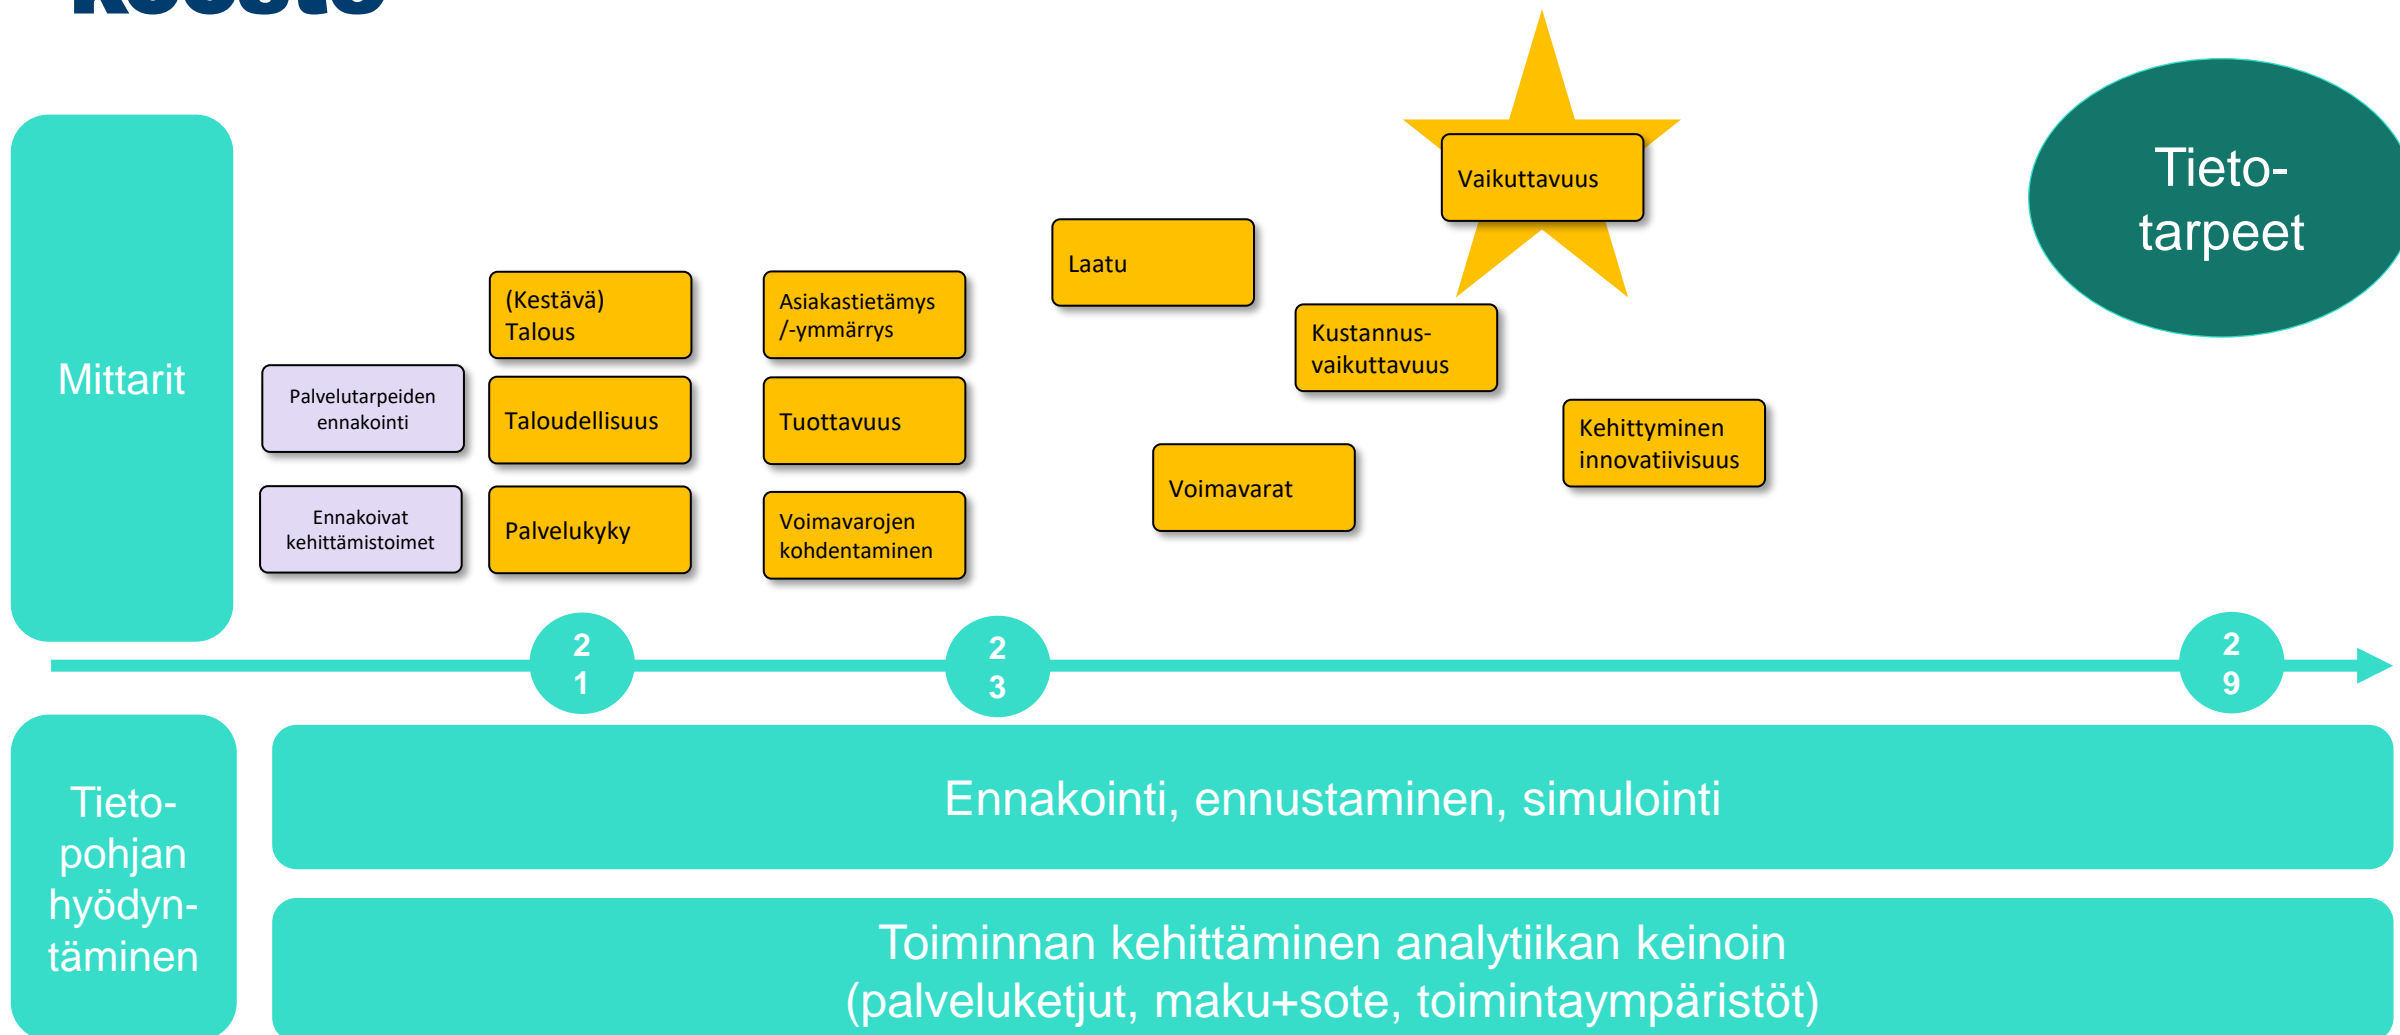 Mittarit
Palvelutarpeiden
ennakointi
Ennakoivat
kehittämistoimet
(Kestävä)
Talous
Taloudellisuus
Palvelukyky
Asiakastietämys
/-ymmärrys
Tuottavuus
Voimavarojen
kohdentaminen
Laatu
Voimavarat
Kustannus-
vaikuttavuus
Vaikuttavuus
Kehittyminen
innovatiivisuus
Tieto-
tarpeet
2
1
2
3
2
9
Tieto-
pohjan
hyödyn-
täminen
Ennakointi, ennustaminen, simulointi
Toiminnan kehittäminen analytiikan keinoin
(palveluketjut, maku+sote, toimintaympäristöt)